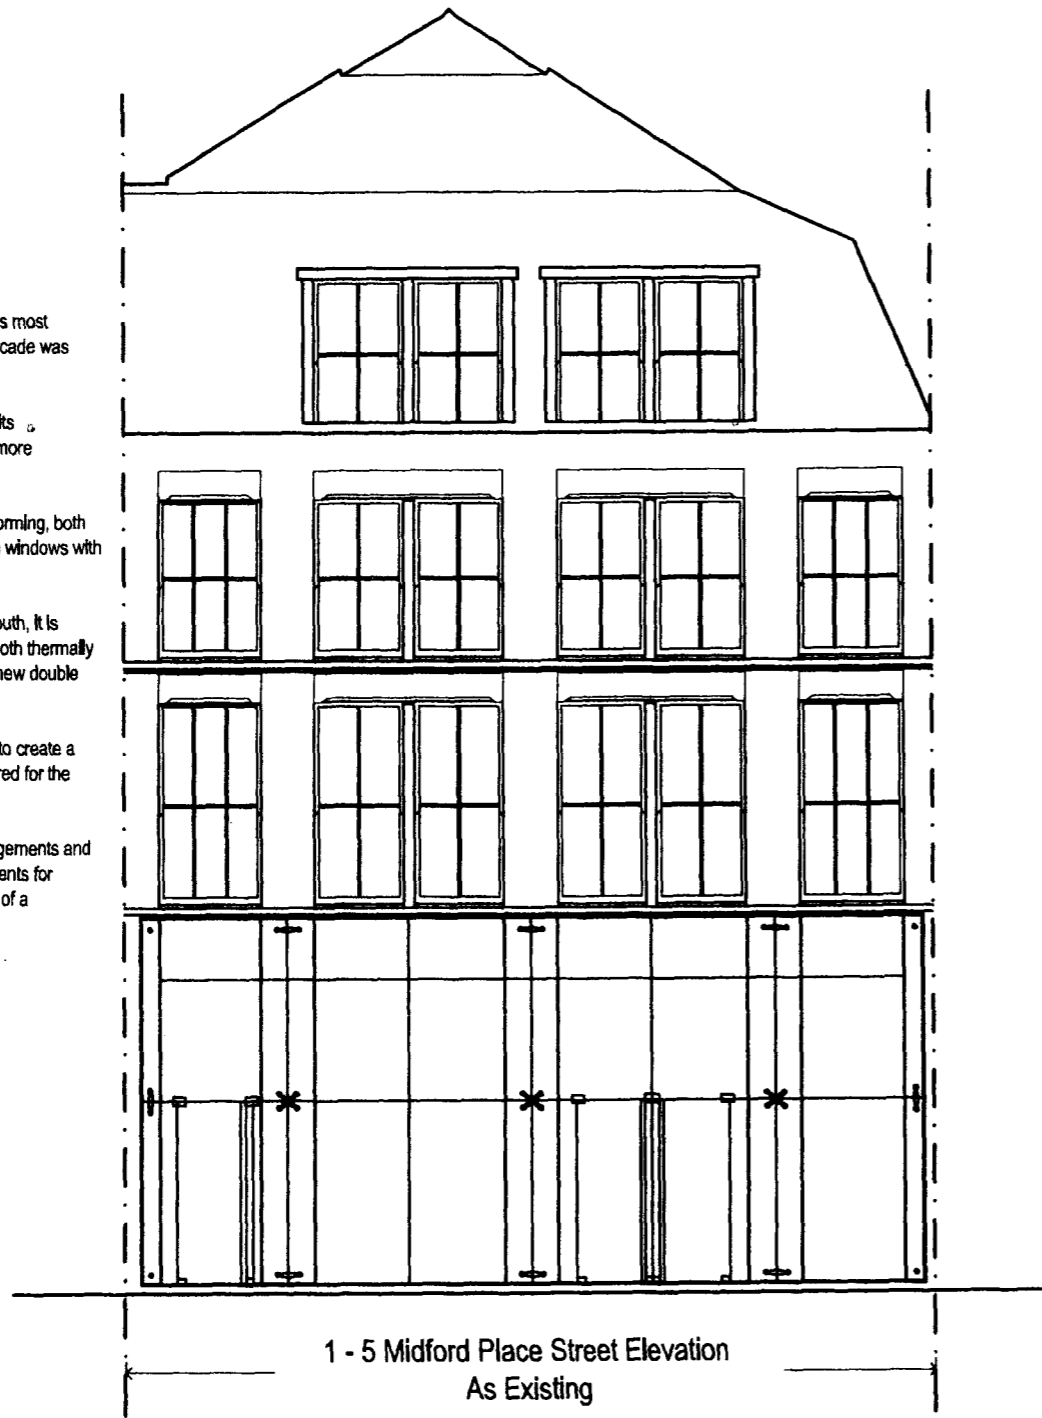 s most
cade was
its
more
orming, both
windows with
outh, it is
oth thermally
new double
to create a
red for the
gements and
ents for
of a
1 - 5 Midford Place Street Elevation
As Existing